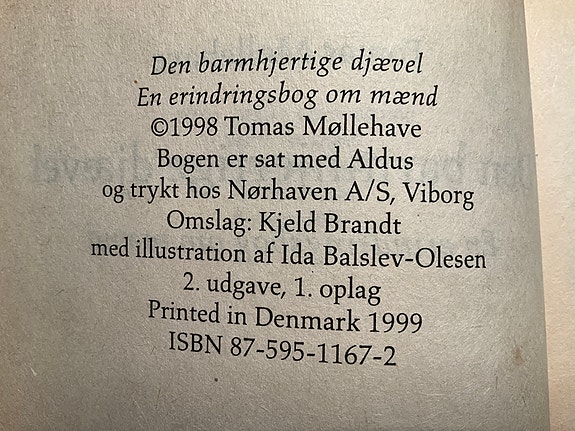 Den barmhjertige djævel
En erindringsbog om mænd
©1998 Tomas Møllehave
Bogen er sat med Aldus
og trykt hos Nørhaven A/S, Viborg
Omslag: Kjeld Brandt
med illustration af Ida Balslev-Olesen
2. udgave, 1. oplag
Printed in Denmark 1999
ISBN 87-595-1167-2